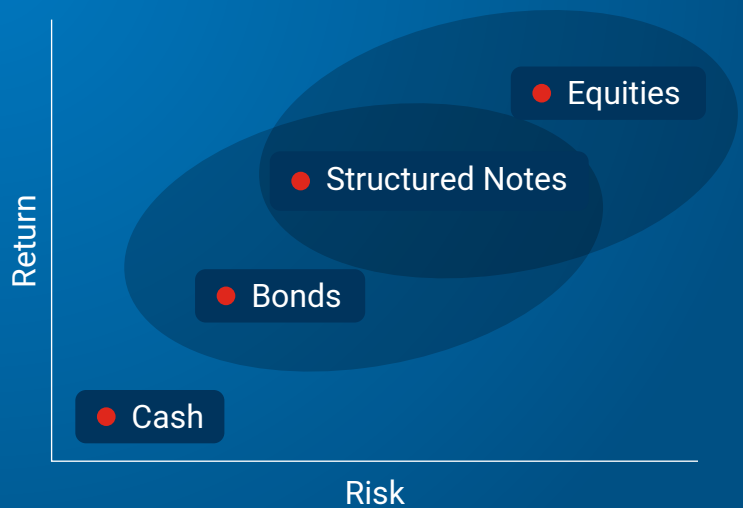 Equities
Structured Notes
Return
Bonds
Cash
Risk